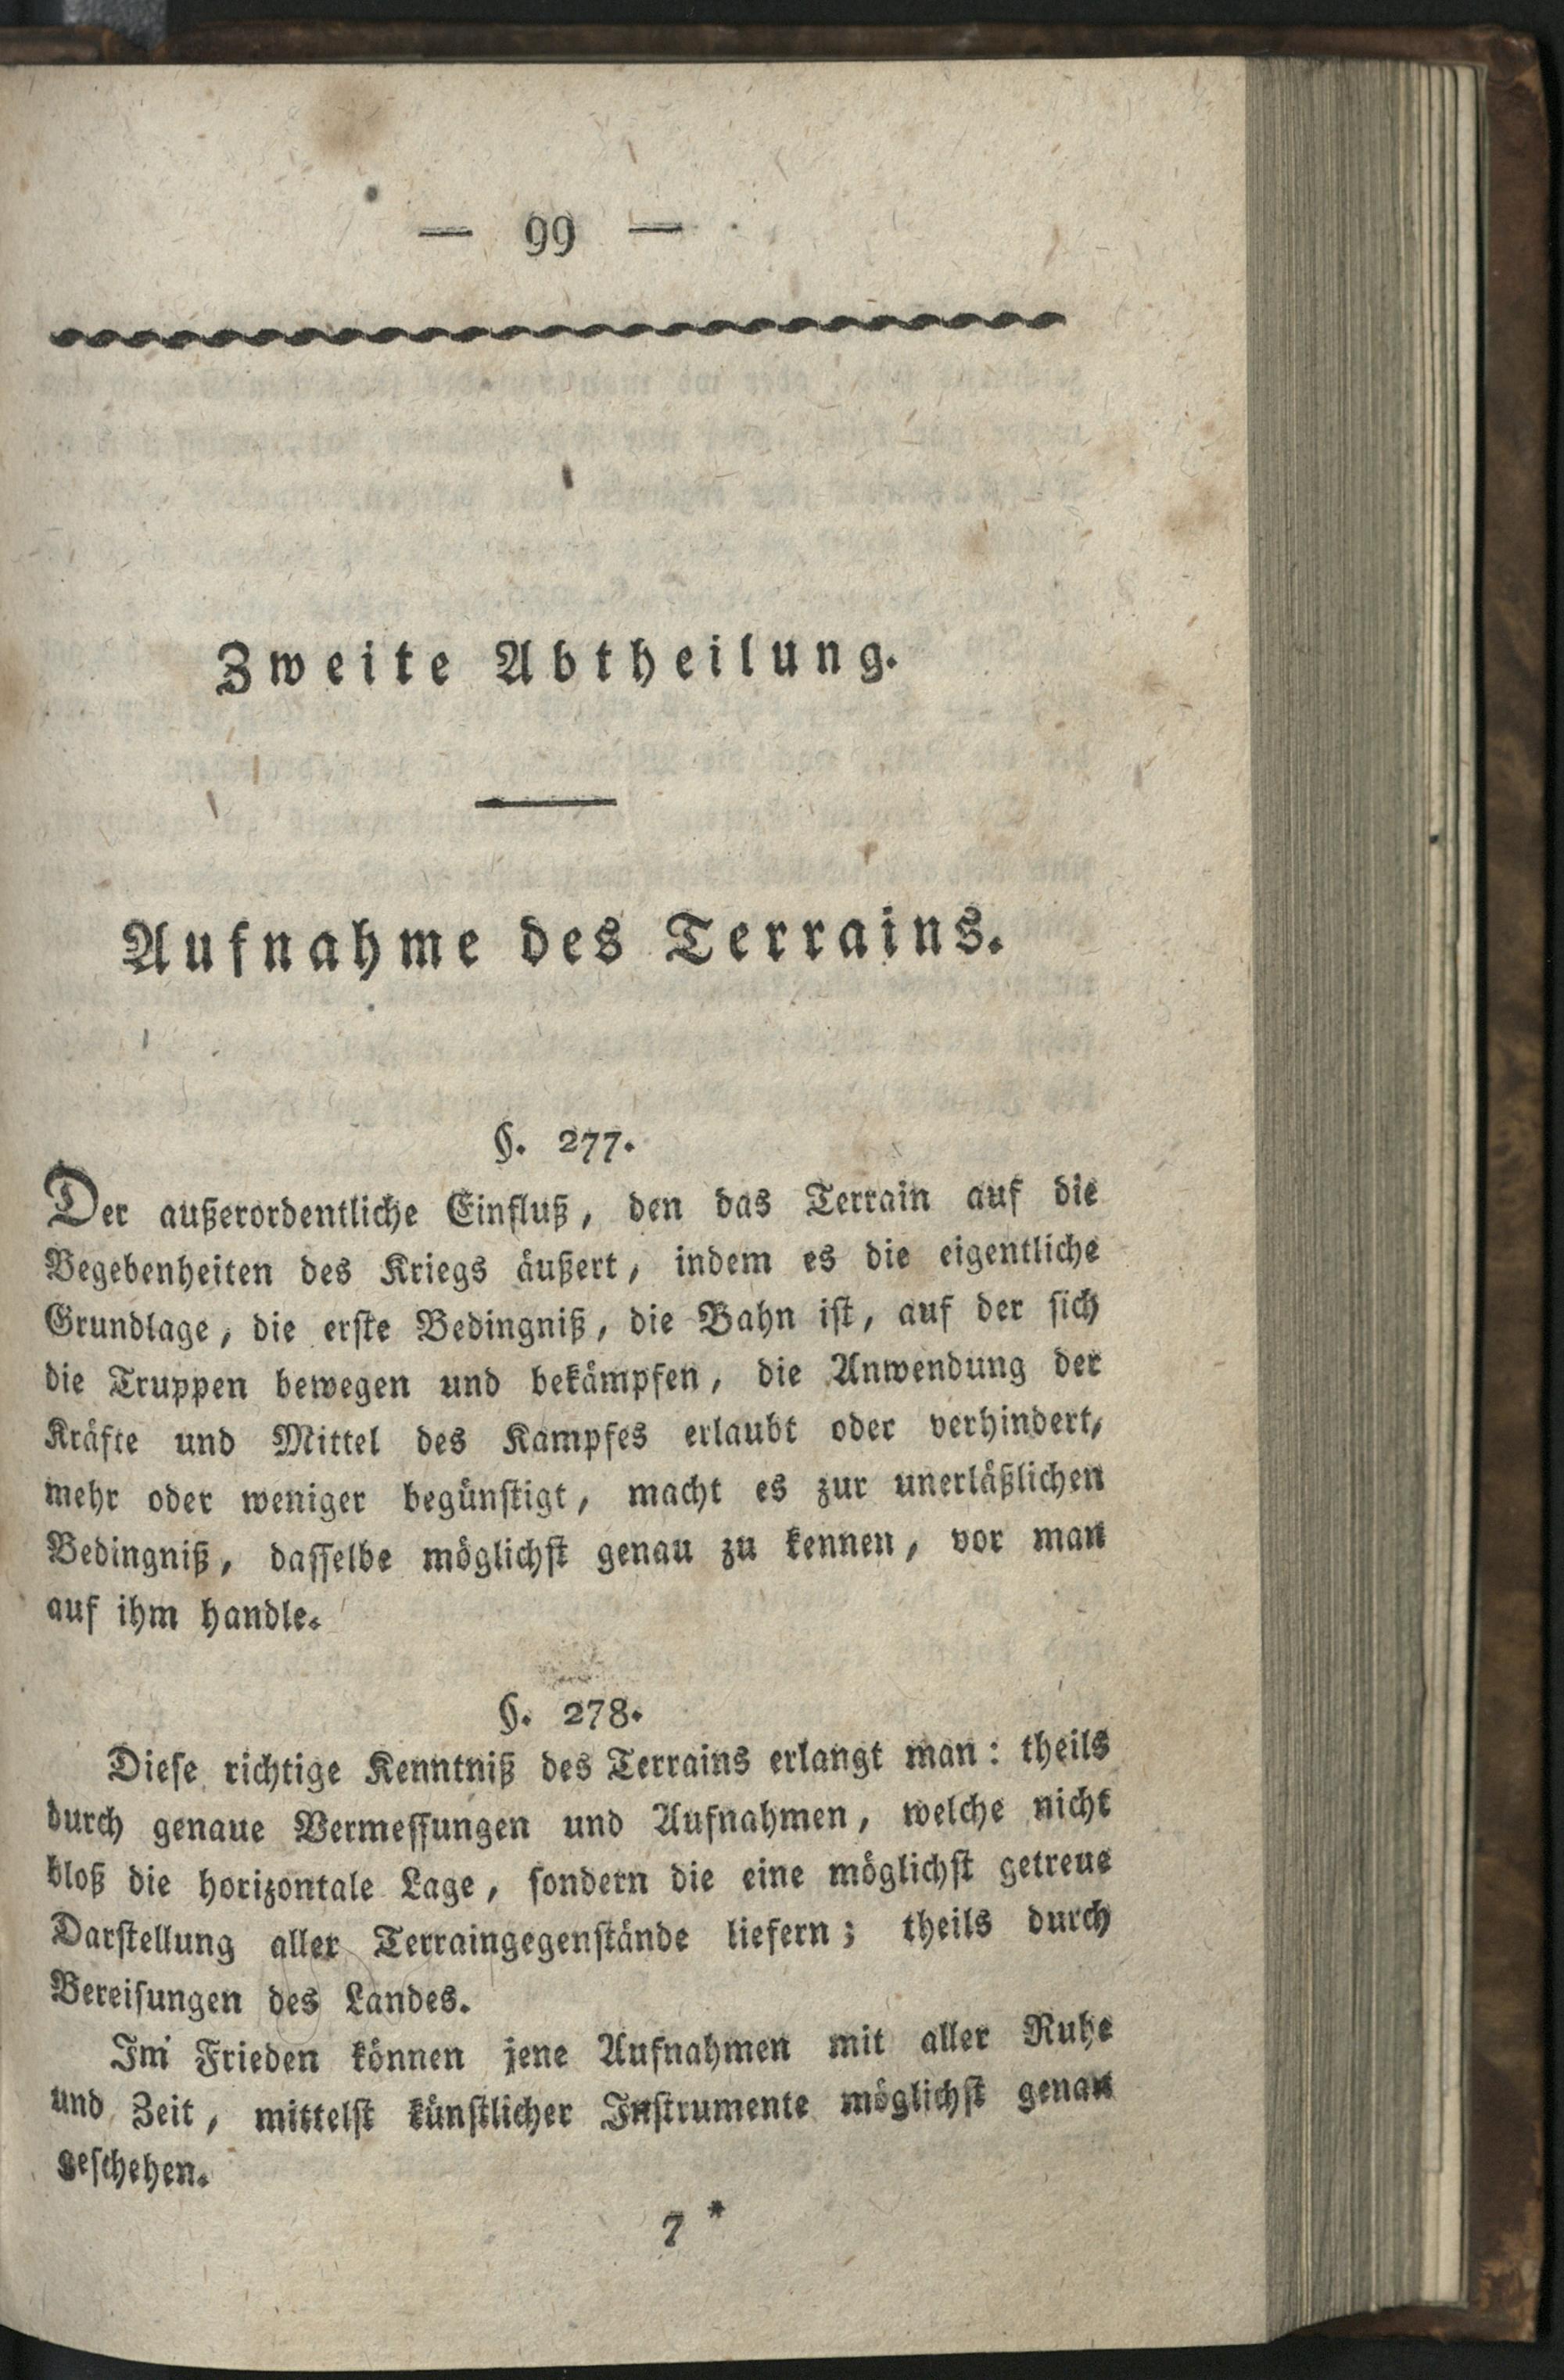 — 99 —
Zweite Abtheilung.
Aufnahme des Terrains.
§. 277.
Der außerordentliche Einfluß, den das Terrain auf die
Begebenheiten des Kriegs äußert, indem es die eigentliche
Grundlage, die erste Bedingniß, die Bahn ist, auf der sich
die Truppen bewegen und bekämpfen, die Anwendung der
Kräfte und Mittel des Kampfes erlaubt oder verhindert,
mehr oder weniger begünstigt, macht es zur unerläßlichen
Bedingniß, dasselbe möglichst genau zu kennen, vor man
auf ihm handle.
§. 278.
Diese richtige Kenntniß des Terrains erlangt man: theils
durch genaue Vermessungen und Aufnahmen, welche nicht
bloß die horizontale Lage, sondern die eine möglichst getreue
Darstellung aller Terraingegenstände liefern; theils durch
Bereisungen des Landes.
Im Frieden können jene Aufnahmen mit aller Ruhe
und Zeit, mittelst künstlicher Instrumente möglichst genau
geschehen.
7 *